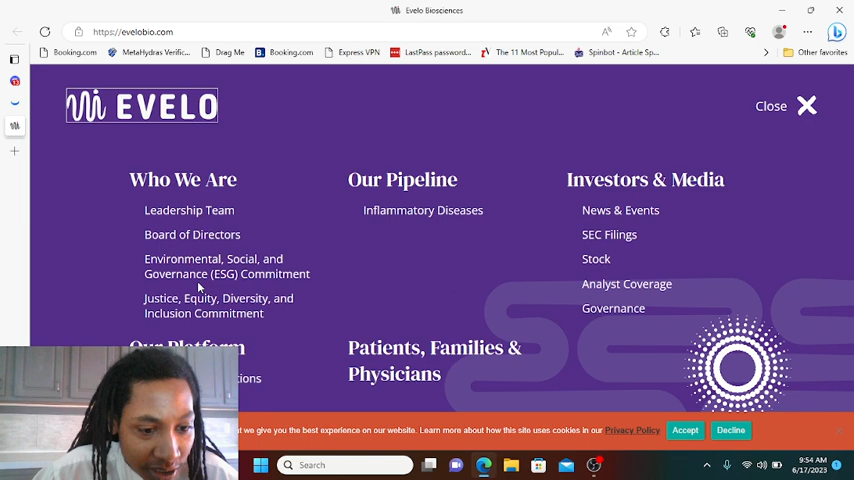 Evelo Biosciences
https://evelobio.com
Booking.com
MetaHydras Verific...
Drag Me
Booking.com
Express VPN
LastPass password...
The 11 Most Popul...
Spinbot - Article Sp...
Other favorites
EVELO
Close
Who We Are
Leadership Team
Board of Directors
Environmental, Social, and
Governance (ESG) Commitment
Justice, Equity, Diversity, and
Inclusion Commitment
Our Platform
Our Pipeline
Inflammatory Diseases
Patients, Families &
Physicians
Investors & Media
News & Events
SEC Filings
Stock
Analyst Coverage
Governance
we give you the best experience on our website. Learn more about how this site uses cookies in our Privacy Policy
Accept
Decline
Search
9:54 AM
6/17/2023